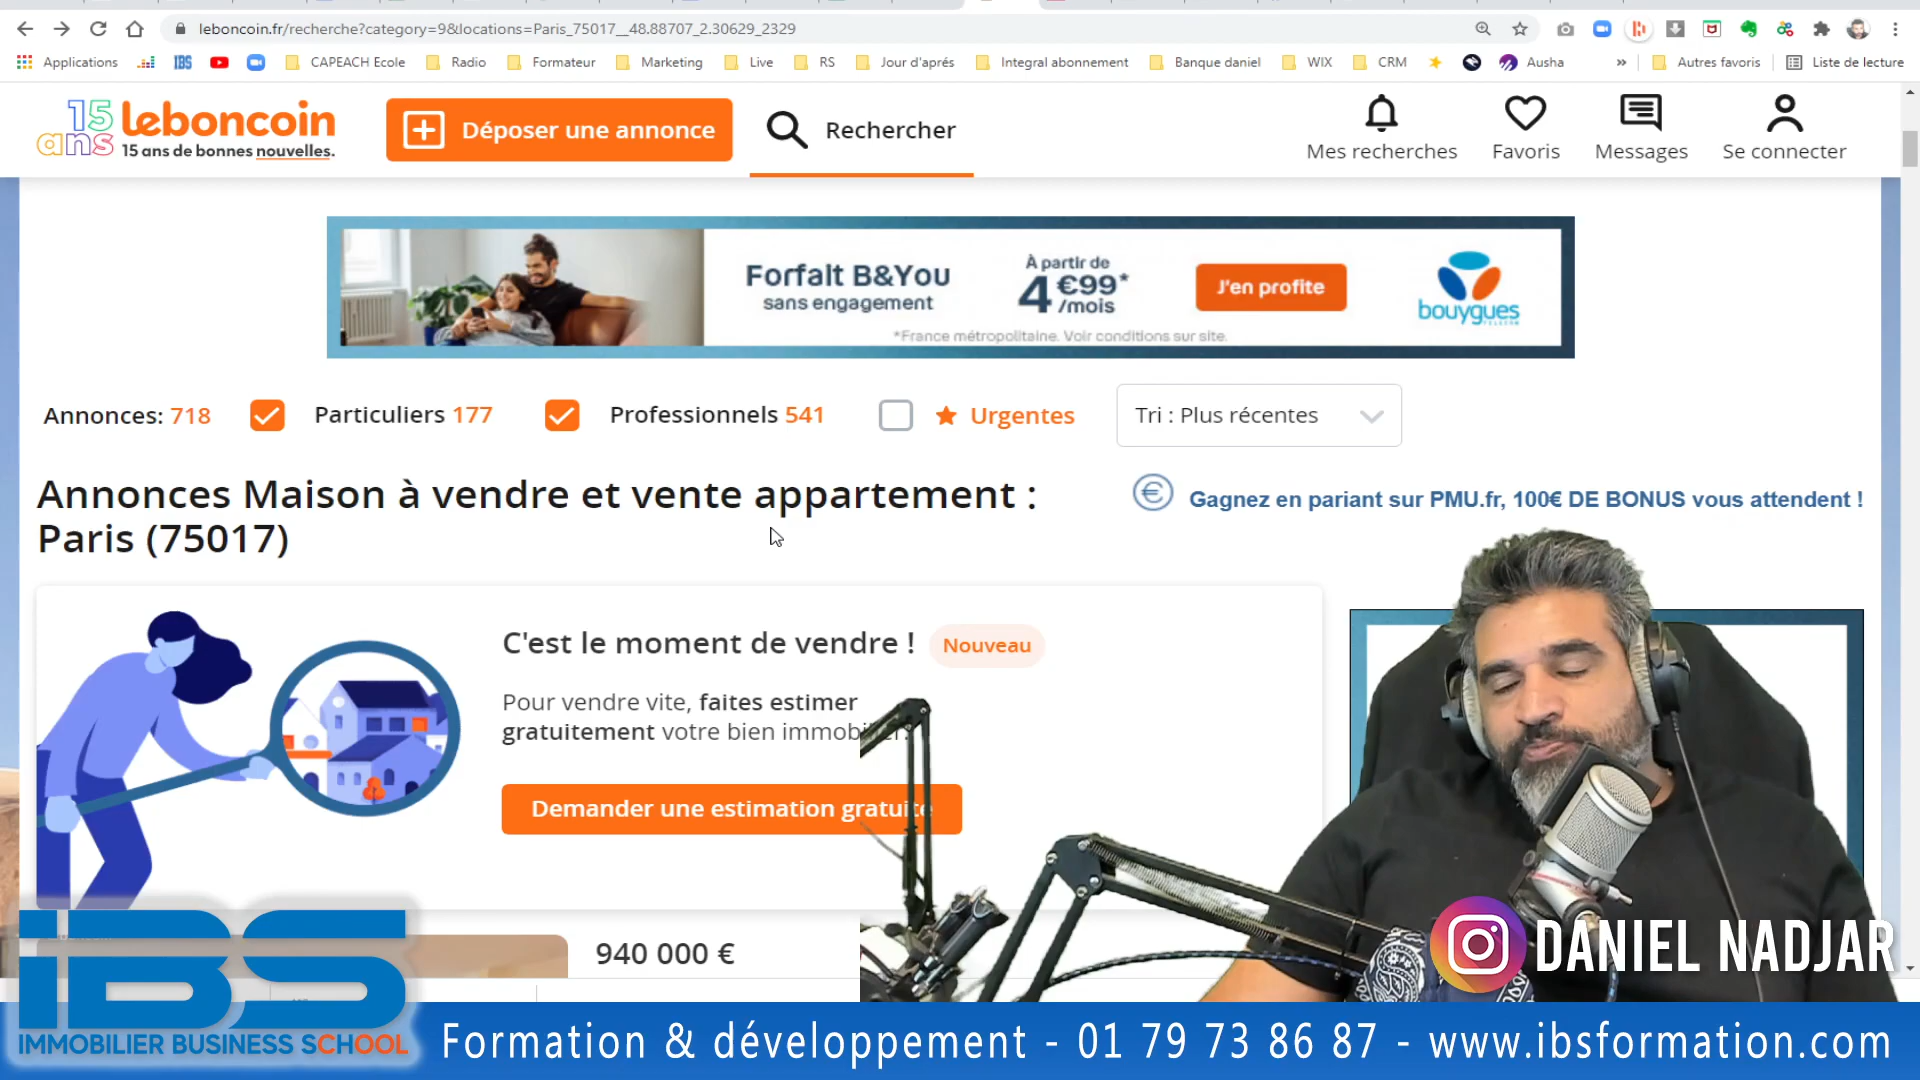 leboncoin.fr/recherche?category=9&locations=Paris_75017__48.88707_2.30629_2329
Applications
IBS
CAPEACH Ecole
Radio
Formateur
Marketing
Live
RS
Jour d'aprés
Integral abonnement
Banque daniel
WIX
CRM
Ausha
»
Autres favoris
Liste de lecture
15 ans
leboncoin
15 ans de bonnes nouvelles.
Déposer une annonce
Rechercher
Mes recherches
Favoris
Messages
Se connecter
Forfait B&You
sans engagement
À partir de
4€99*
/mois
J'en profite
bouygues
TELECOM
*France métropolitaine. Voir conditions sur site.
Annonces: 718
Particuliers 177
Professionnels 541
Urgentes
Tri : Plus récentes
Annonces Maison à vendre et vente appartement :
Paris (75017)
Gagnez en pariant sur PMU.fr, 100€ DE BONUS vous attendent !
C'est le moment de vendre !
Nouveau
Pour vendre vite, faites estimer
gratuitement votre bien immobilier.
Demander une estimation gratuite
940 000 €
DANIEL NADJAR
iBS
IMMOBILIER BUSINESS SCHOOL
Formation & développement - 01 79 73 86 87 - www.ibsformation.com